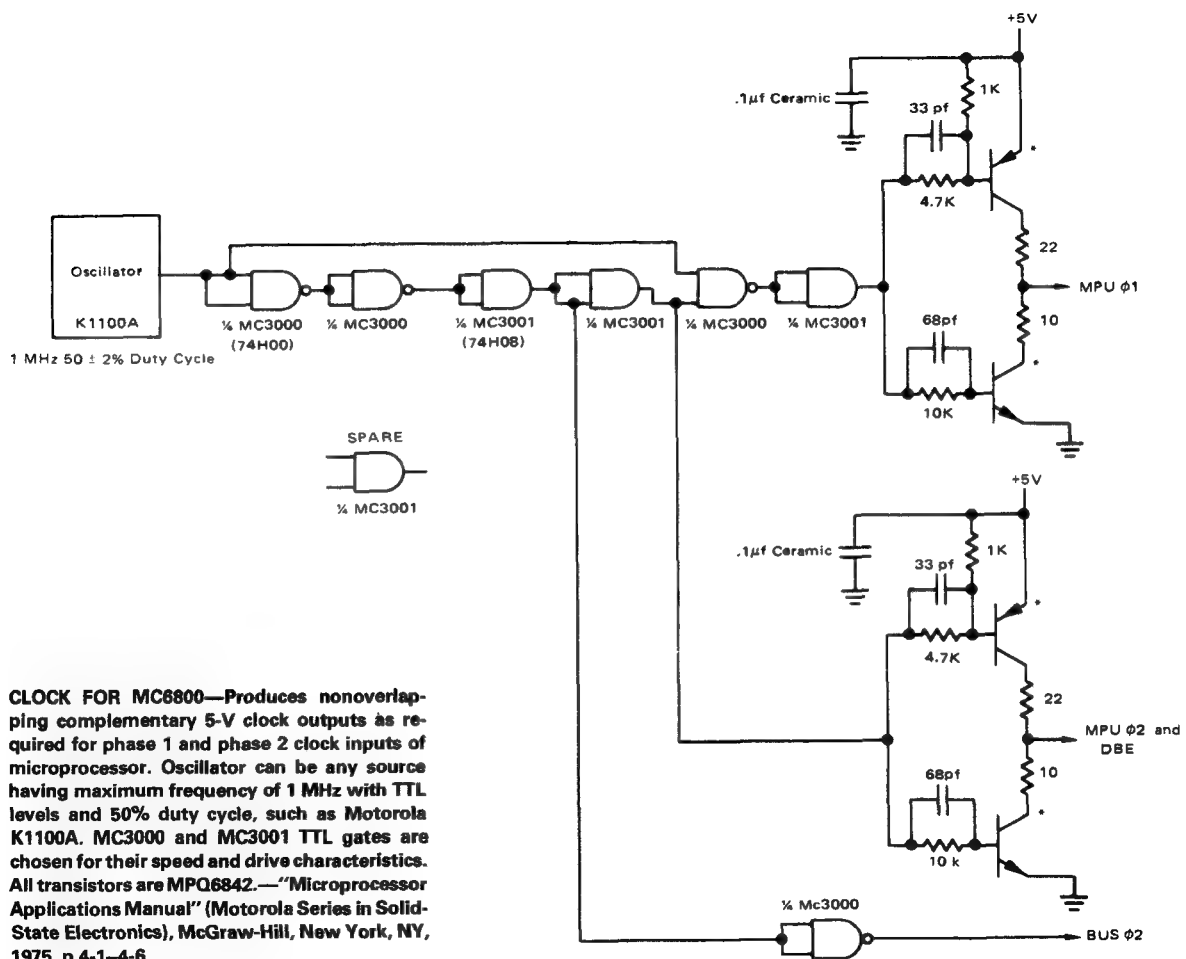 +5V
.1µf Ceramic
1K
33 pf
*
4.7K
22
Oscillator
K1100A
MPU ϕ1
¼ MC3000
(74H00)
¼ MC3000
¼ MC3001
(74H08)
¼ MC3001
¼ MC3000
¼ MC3001
1 MHz 50 ± 2% Duty Cycle
68pf
10
*
10K
SPARE
¼ MC3001
+5V
.1µf Ceramic
1K
33 pf
*
4.7K
22
MPU ϕ2 and
DBE
68pf
10
*
10 k
¼ Mc3000
BUS ϕ2
CLOCK FOR MC6800—Produces nonoverlap-
ping complementary 5-V clock outputs as re-
quired for phase 1 and phase 2 clock inputs of
microprocessor. Oscillator can be any source
having maximum frequency of 1 MHz with TTL
levels and 50% duty cycle, such as Motorola
K1100A. MC3000 and MC3001 TTL gates are
chosen for their speed and drive characteristics.
All transistors are MPQ6842.—"Microprocessor
Applications Manual" (Motorola Series in Solid-
State Electronics), McGraw-Hill, New York, NY,
1975, p 4-1–4-6